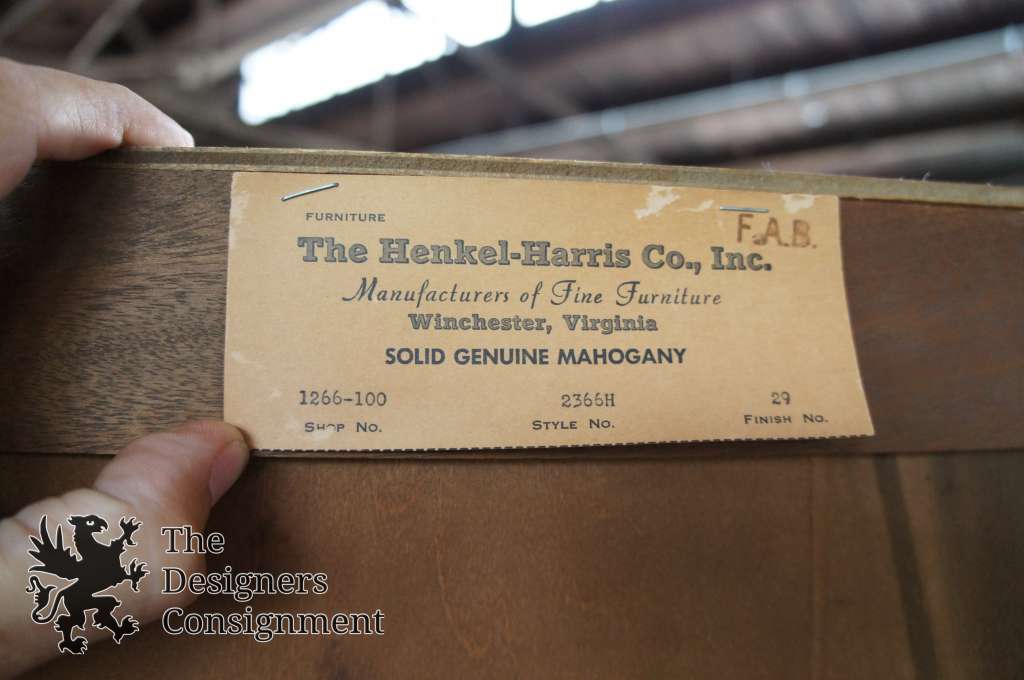 FURNITURE
F.A.B.
The Henkel-Harris Co., Inc.
Manufacturers of Fine Furniture
Winchester, Virginia
SOLID GENUINE MAHOGANY
1266-100 2366H 29
SHOP NO. STYLE NO. FINISH NO.
The
Designers
Consignment